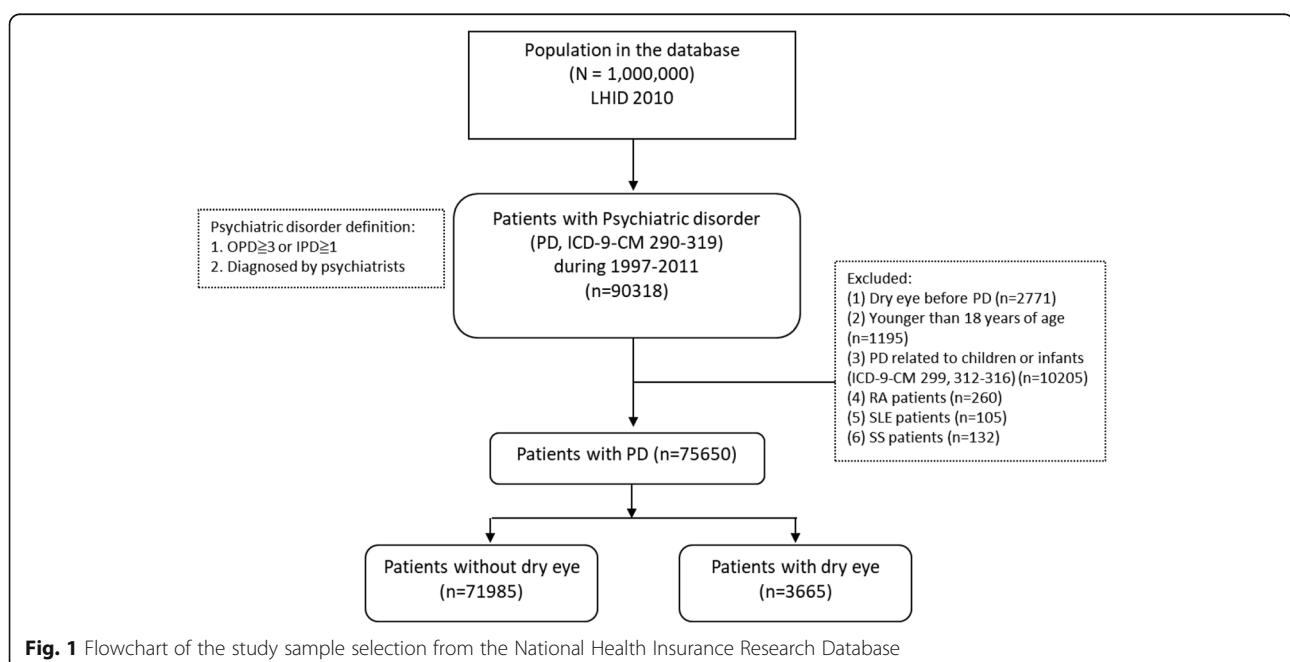 Population in the database
(N = 1,000,000)
LHID 2010
Psychiatric disorder definition:
1. OPD≧3 or IPD≧1
2. Diagnosed by psychiatrists
Patients with Psychiatric disorder
(PD, ICD-9-CM 290-319)
during 1997-2011
(n=90318)
Excluded:
(1) Dry eye before PD (n=2771)
(2) Younger than 18 years of age
(n=1195)
(3) PD related to children or infants
(ICD-9-CM 299, 312-316) (n=10205)
(4) RA patients (n=260)
(5) SLE patients (n=105)
(6) SS patients (n=132)
Patients with PD (n=75650)
Patients without dry eye
(n=71985)
Patients with dry eye
(n=3665)
Fig. 1 Flowchart of the study sample selection from the National Health Insurance Research Database